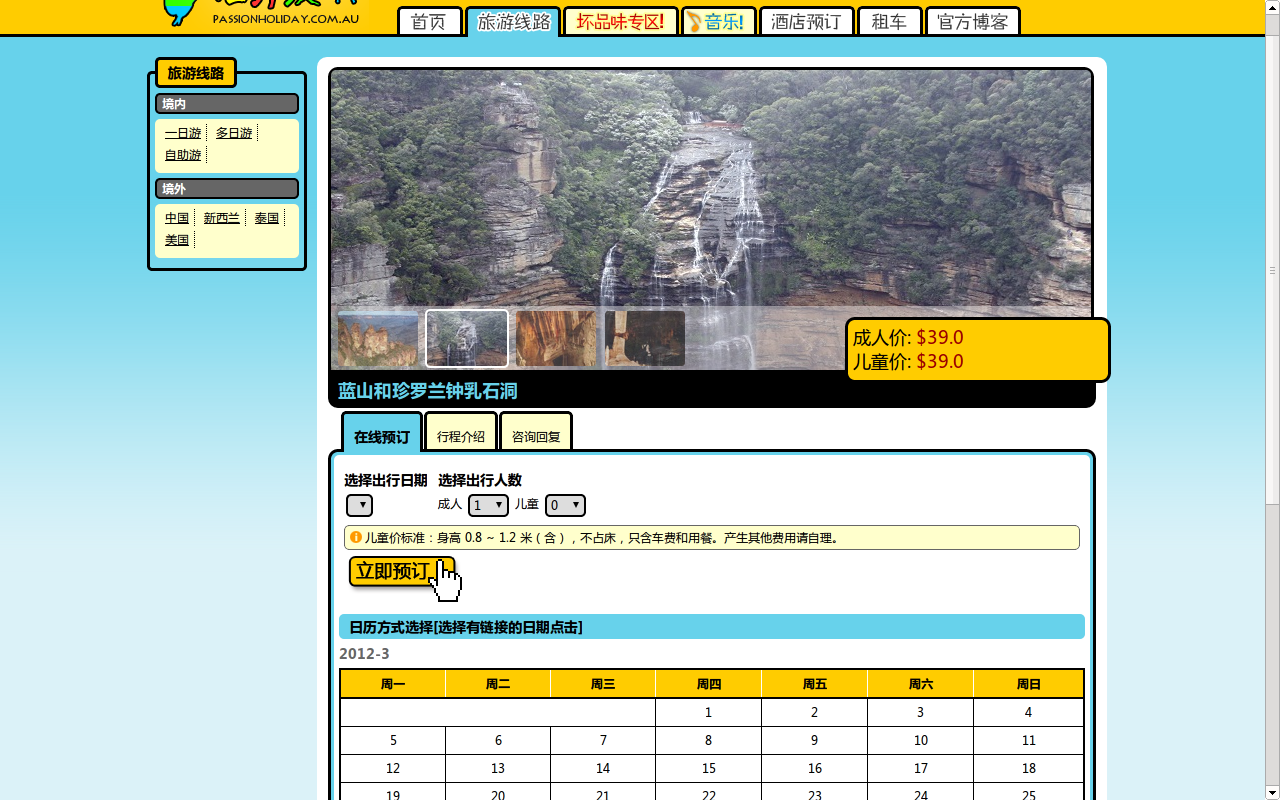 PASSIONHOLIDAY.COM.AU
首页 旅游线路 坏品味专区! 音乐! 酒店预订 租车 官方博客
旅游线路
境内
一日游 多日游
自助游
境外
中国 新西兰 泰国
美国
成人价: $39.0
儿童价: $39.0
蓝山和珍罗兰钟乳石洞
在线预订 行程介绍 咨询回复
选择出行日期 选择出行人数
成人 1 儿童 0
儿童价标准：身高 0.8 ~ 1.2 米（含），不占床，只含车费和用餐。产生其他费用请自理。
立即预订
日历方式选择[选择有链接的日期点击]
2012-3
周一 周二 周三 周四 周五 周六 周日
1 2 3 4
5 6 7 8 9 10 11
12 13 14 15 16 17 18
19 20 21 22 23 24 25